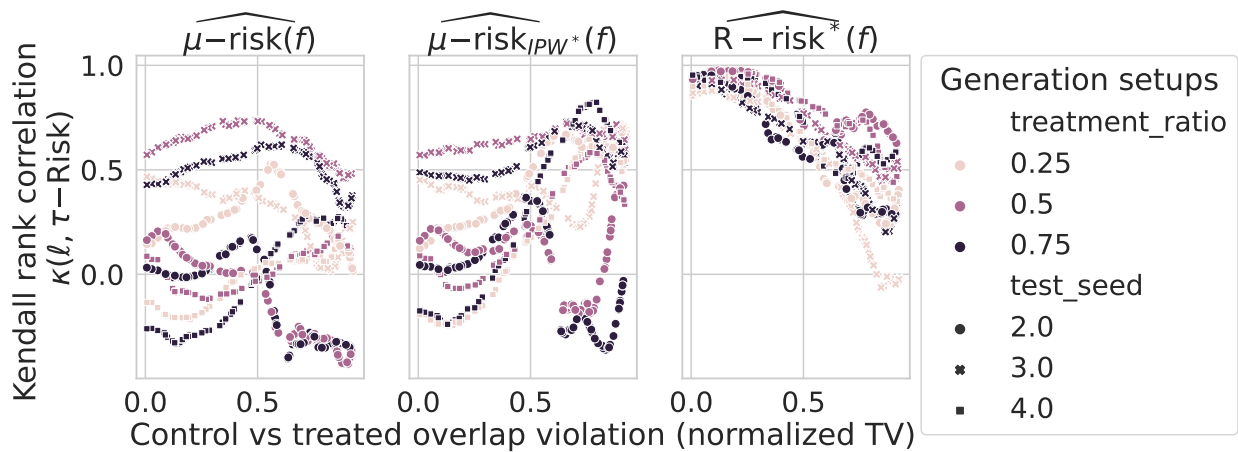 μ−risk(f)
μ−risk_{IPW*}(f)
R − risk*(f)
Kendall rank correlation
κ(ℓ, τ−Risk)
1.0
0.5
0.0
0.0 0.5
0.0 0.5
0.0 0.5
Control vs treated overlap violation (normalized TV)
Generation setups
treatment_ratio
0.25
0.5
0.75
test_seed
2.0
3.0
4.0